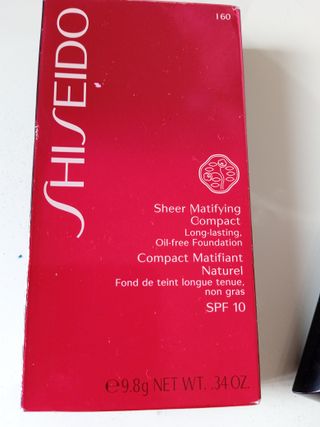 160
SHISEIDO
Sheer Matifying
Compact
Long-lasting,
Oil-free Foundation
Compact Matifiant
Naturel
Fond de teint longue tenue,
non gras
SPF 10
℮9.8g NET WT. .34 OZ.